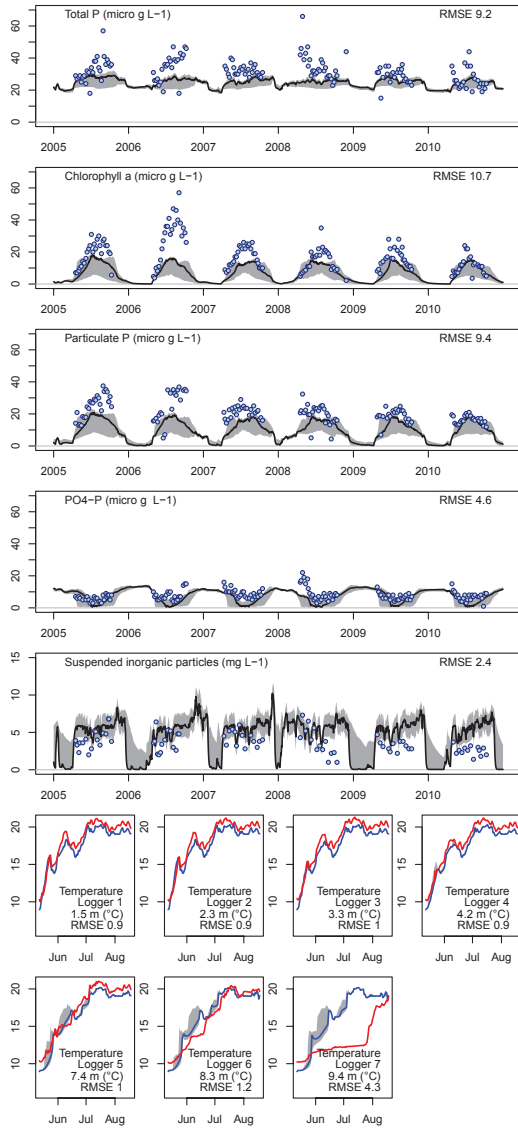 Total P (micro g L−1) RMSE 9.2
0 20 40 60
2005 2006 2007 2008 2009 2010
Chlorophyll a (micro g L−1) RMSE 10.7
0 20 40 60
2005 2006 2007 2008 2009 2010
Particulate P (micro g L−1) RMSE 9.4
0 20 40 60
2005 2006 2007 2008 2009 2010
PO4−P (micro g L−1) RMSE 4.6
0 20 40 60
2005 2006 2007 2008 2009 2010
Suspended inorganic particles (mg L−1) RMSE 2.4
0 5 10 15
2005 2006 2007 2008 2009 2010
10 15 20
Temperature
Logger 1
1.5 m (°C)
RMSE 0.9
Jun Jul Aug
10 15 20
Temperature
Logger 2
2.3 m (°C)
RMSE 0.9
Jun Jul Aug
10 15 20
Temperature
Logger 3
3.3 m (°C)
RMSE 1
Jun Jul Aug
10 15 20
Temperature
Logger 4
4.2 m (°C)
RMSE 0.9
Jun Jul Aug
10 15 20
Temperature
Logger 5
7.4 m (°C)
RMSE 1
Jun Jul Aug
10 15 20
Temperature
Logger 6
8.3 m (°C)
RMSE 1.2
Jun Jul Aug
10 15 20
Temperature
Logger 7
9.4 m (°C)
RMSE 4.3
Jun Jul Aug